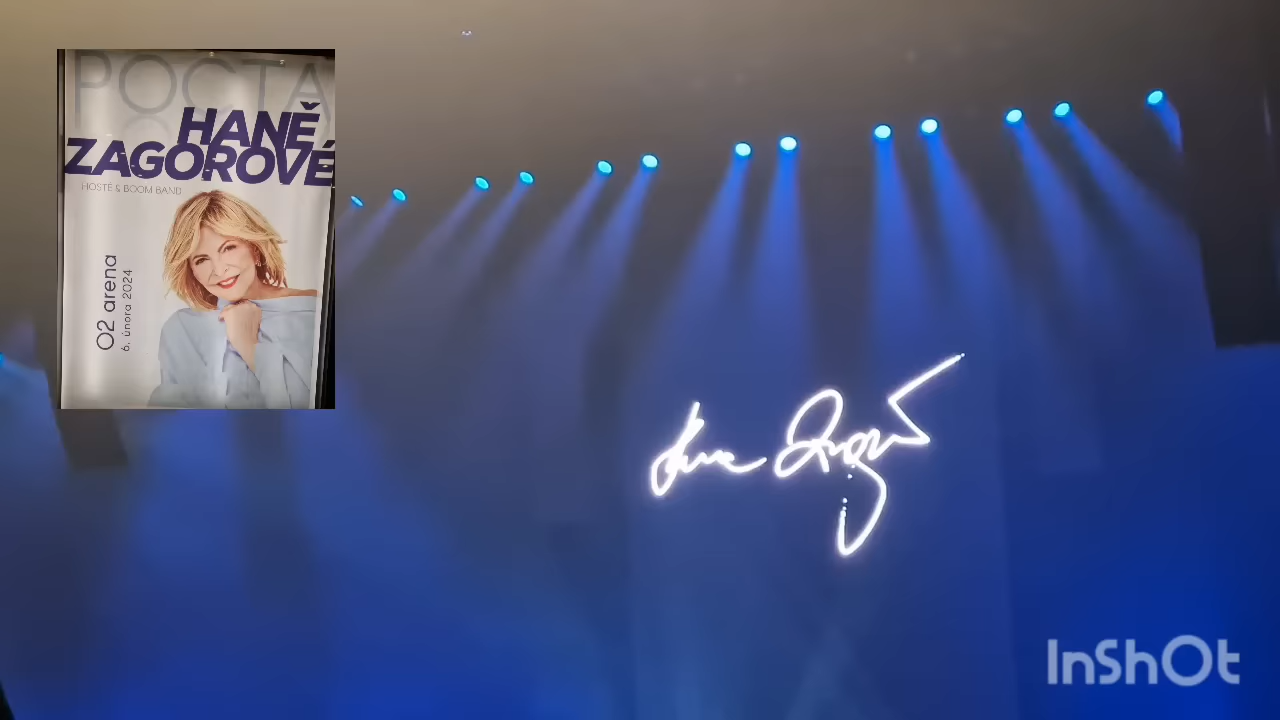 POCTA
HANĚ
ZAGOROVÉ
HOSTÉ & BOOM BAND
O2 arena
6. února 2024
InShOt